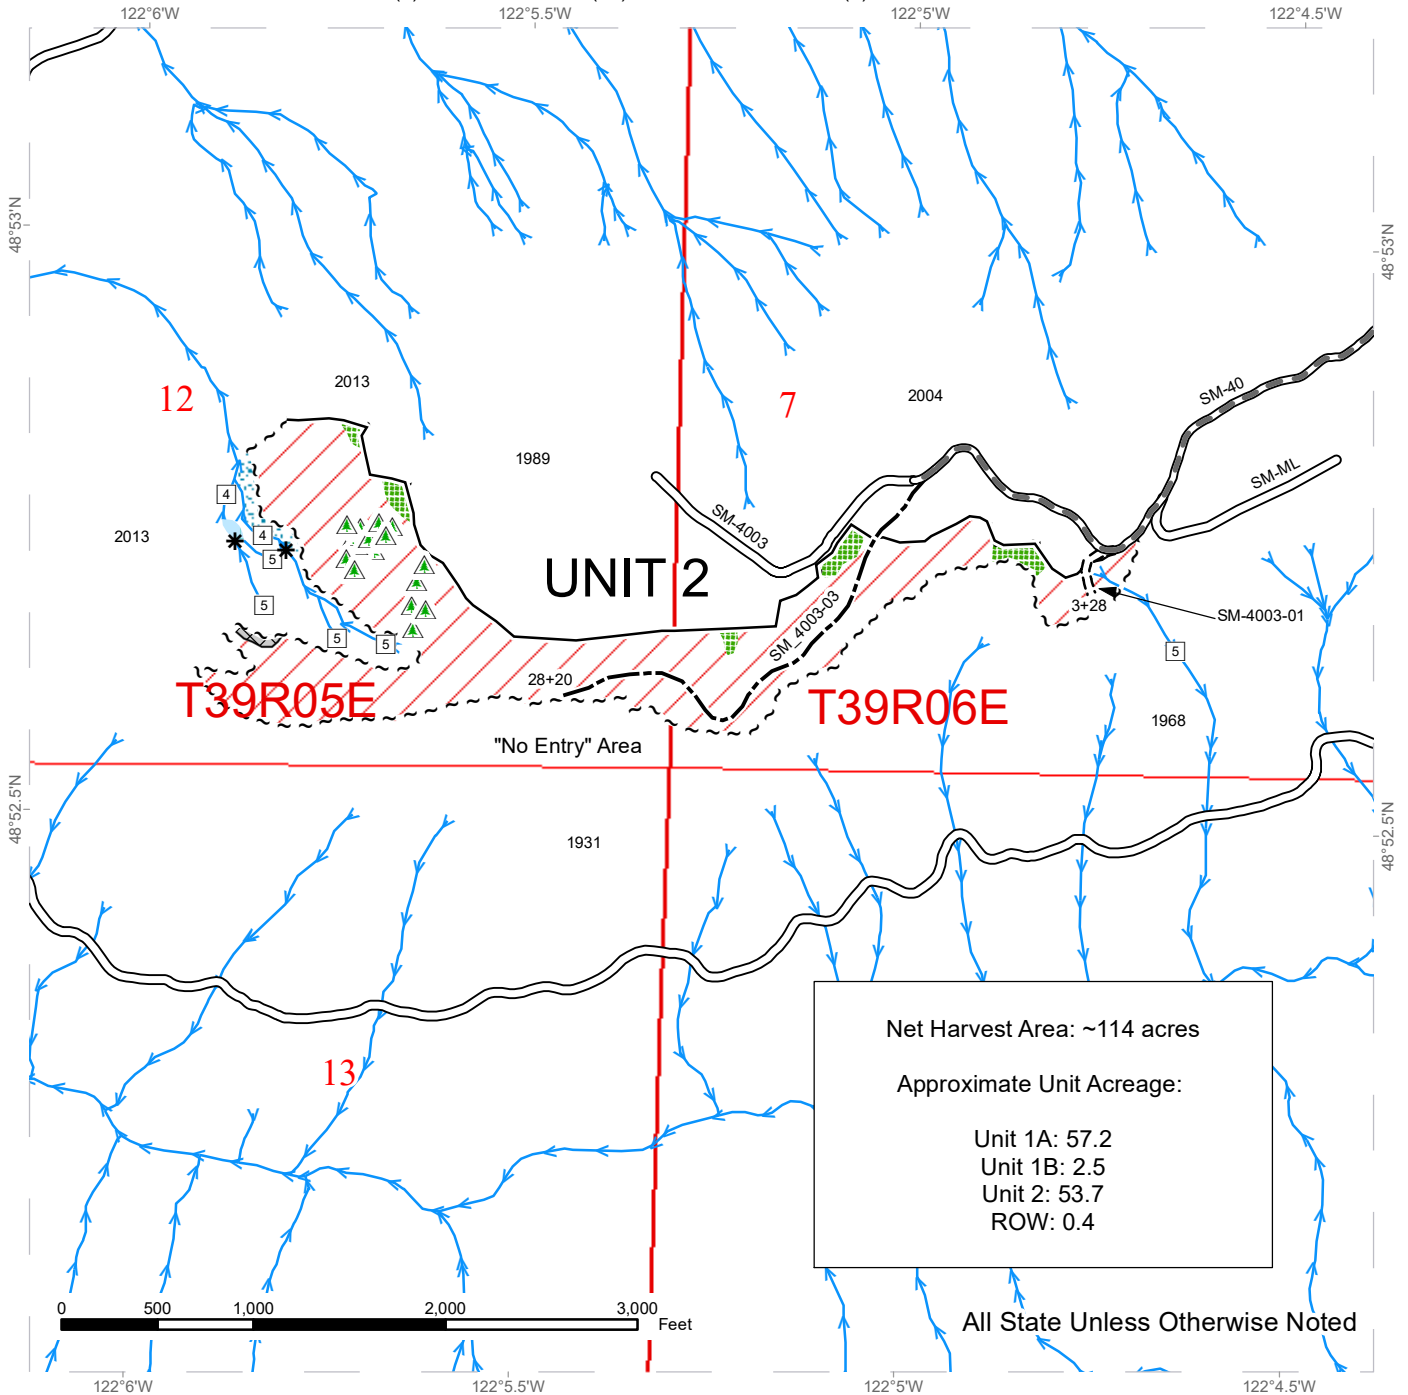 122°6'W
122°5.5'W
122°5'W
122°4.5'W
48°53'N
48°53'N
12
2013
7
2004
SM-40
1989
SM-ML
4
2013
SM-4003
4
5
UNIT 2
5
SM_4003-03
3+28
SM-4003-01
5
5
5
28+20
T39R05E
T39R06E
1968
"No Entry" Area
48°52.5'N
48°52.5'N
1931
Net Harvest Area: ~114 acres
Approximate Unit Acreage:
13
Unit 1A: 57.2
Unit 1B: 2.5
Unit 2: 53.7
ROW: 0.4
0 500 1,000 2,000 3,000
Feet
All State Unless Otherwise Noted
122°6'W
122°5.5'W
122°5'W
122°4.5'W